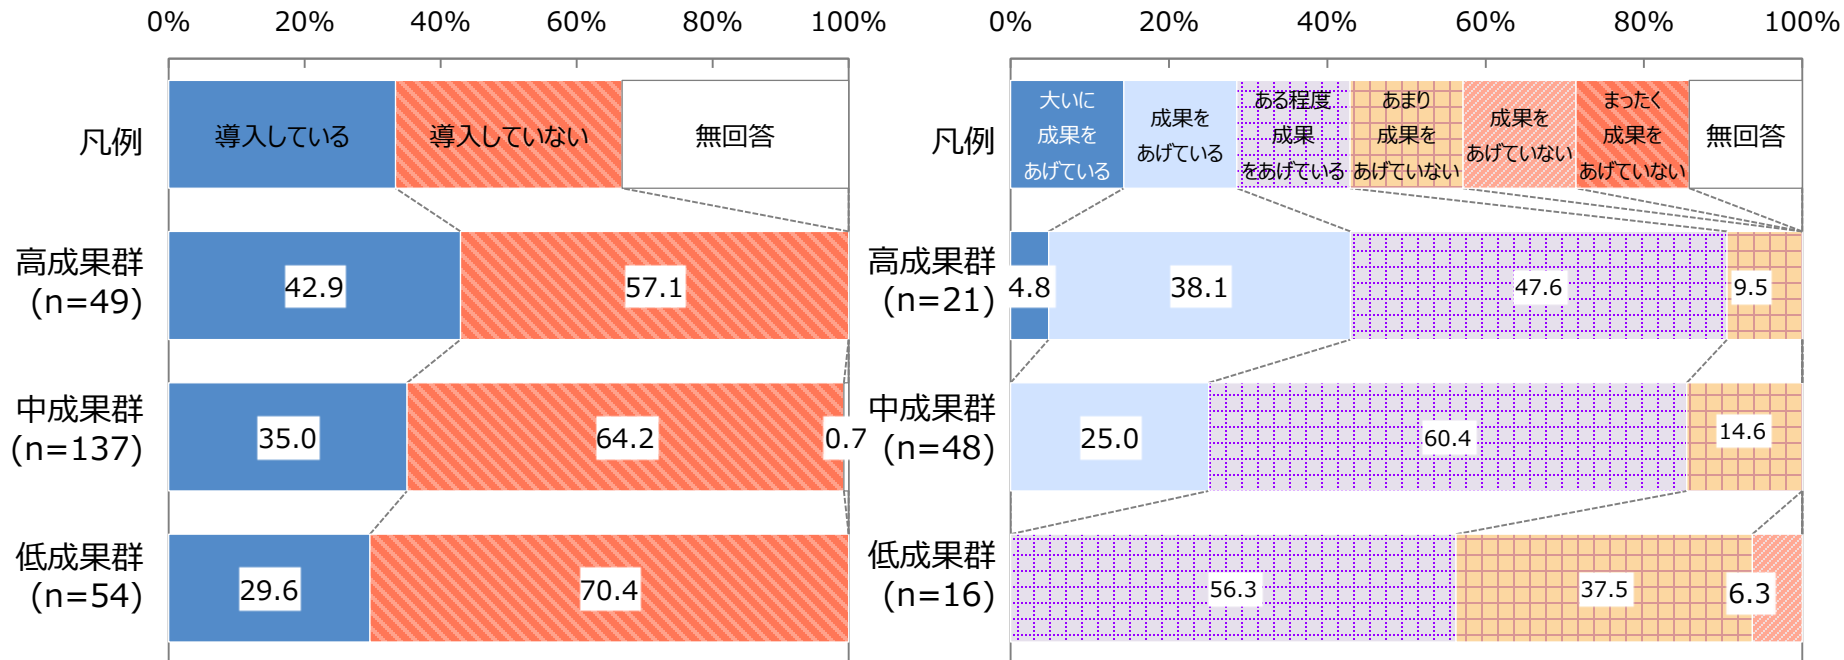 0% 20% 40% 60% 80% 100%
凡例
導入している 導入していない 無回答
高成果群
(n=49)
42.9 57.1
中成果群
(n=137)
35.0 64.2 0.7
低成果群
(n=54)
29.6 70.4
0% 20% 40% 60% 80% 100%
凡例
大いに
成果を
あげている
成果を
あげている
ある程度
成果
をあげている
あまり
成果を
あげていない
成果を
あげていない
まったく
成果を
あげていない
無回答
高成果群
(n=21)
4.8 38.1 47.6 9.5
中成果群
(n=48)
25.0 60.4 14.6
低成果群
(n=16)
56.3 37.5 6.3